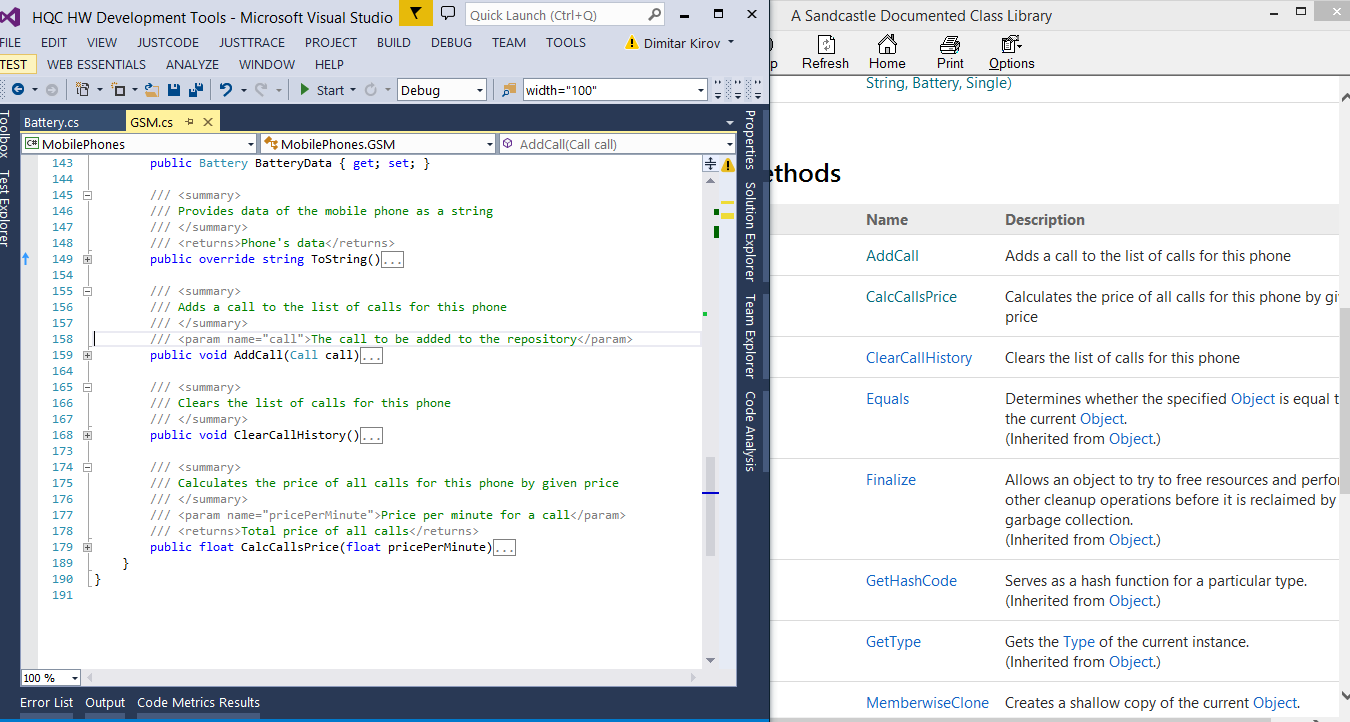 HQC HW Development Tools - Microsoft Visual Studio
Quick Launch (Ctrl+Q)
FILE EDIT VIEW JUSTCODE JUSTTRACE PROJECT BUILD DEBUG TEAM TOOLS Dimitar Kirov
TEST WEB ESSENTIALS ANALYZE WINDOW HELP
Start Debug width="100"
Toolbox
Test Explorer
Battery.cs GSM.cs
C# MobilePhones MobilePhones.GSM AddCall(Call call)
143 public Battery BatteryData { get; set; }
144
145 /// <summary>
146 /// Provides data of the mobile phone as a string
147 /// </summary>
148 /// <returns>Phone's data</returns>
149 public override string ToString()...
154
155 /// <summary>
156 /// Adds a call to the list of calls for this phone
157 /// </summary>
158 /// <param name="call">The call to be added to the repository</param>
159 public void AddCall(Call call)...
164
165 /// <summary>
166 /// Clears the list of calls for this phone
167 /// </summary>
168 public void ClearCallHistory()...
173
174 /// <summary>
175 /// Calculates the price of all calls for this phone by given price
176 /// </summary>
177 /// <param name="pricePerMinute">Price per minute for a call</param>
178 /// <returns>Total price of all calls</returns>
179 public float CalcCallsPrice(float pricePerMinute)...
189 }
190 }
191
100 %
Error List Output Code Metrics Results
Properties
Solution Explorer
Team Explorer
Code Analysis
A Sandcastle Documented Class Library
p Refresh Home Print Options
String, Battery, Single)
ethods
Name Description
AddCall Adds a call to the list of calls for this phone
CalcCallsPrice Calculates the price of all calls for this phone by gi
price
ClearCallHistory Clears the list of calls for this phone
Equals Determines whether the specified Object is equal t
the current Object.
(Inherited from Object.)
Finalize Allows an object to try to free resources and perfor
other cleanup operations before it is reclaimed by
garbage collection.
(Inherited from Object.)
GetHashCode Serves as a hash function for a particular type.
(Inherited from Object.)
GetType Gets the Type of the current instance.
(Inherited from Object.)
MemberwiseClone Creates a shallow copy of the current Object.